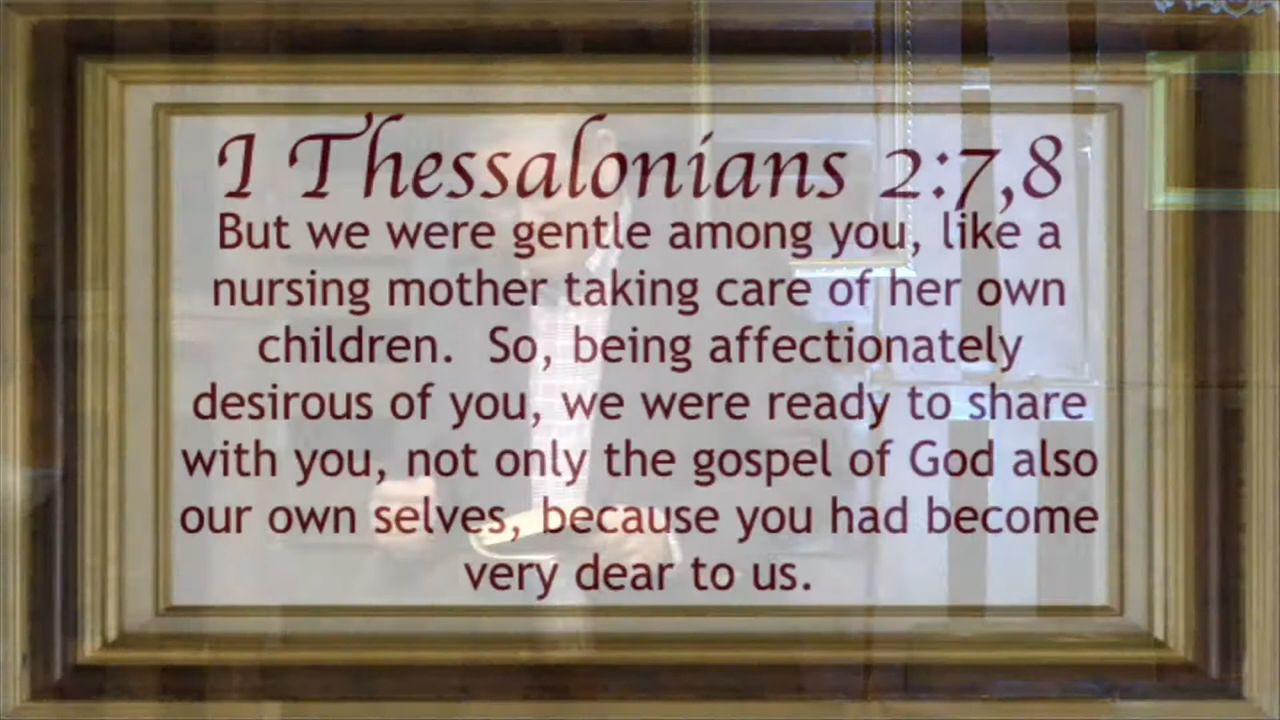 I Thessalonians 2:7,8
But we were gentle among you, like a
nursing mother taking care of her own
children. So, being affectionately
desirous of you, we were ready to share
with you, not only the gospel of God also
our own selves, because you had become
very dear to us.